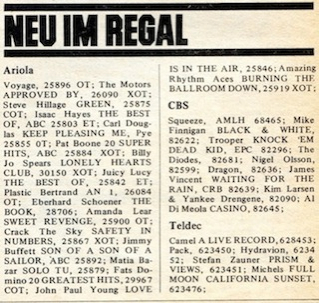 NEU IM REGAL
Ariola
Voyage, 25896 OT; The Motors
APPROVED BY, 26090 XOT;
Steve Hillage GREEN, 25875
COT; Isaac Hayes THE BEST
OF, ABC 25803 ET; Carl Doug-
las KEEP PLEASING ME, Pye
25855 OT; Pat Boone 20 SUPER
HITS, ABC 25884 XOT; Billy
Jo Spears LONELY HEARTS
CLUB, 30150 XOT; Juicy Lucy
THE BEST OF, 25842 ET;
Plastic Bertrand AN 1, 26084
OT; Eberhard Schoener THE
BOOK, 28706; Amanda Lear
SWEET REVENGE, 25900 OT;
Crack The Sky SAFETY IN
NUMBERS, 25867 XOT; Jimmy
Buffett SON OF A SON OF A
SAILOR, ABC 25892; Matia Ba-
zar SOLO TU, 25879; Fats Do-
mino 20 GREATEST HITS, 29967
COT; John Paul Young LOVE
IS IN THE AIR, 25846; Amazing
Rhythm Aces BURNING THE
BALLROOM DOWN, 25919 XOT;
CBS
Squeeze, AMLH 68465; Mike
Finnigan BLACK & WHITE,
82622; Trooper KNOCK 'EM
DEAD KID, EPC 82296; The
Diodes, 82681; Nigel Olsson,
82599; Dragon, 82636; James
Vincent WAITING FOR THE
RAIN, CRB 82639; Kim Larsen
& Yankee Drengene, 82090; Al
Di Meola CASINO, 82645;
Teldec
Camel A LIVE RECORD, 628453;
Pack, 623450; Hydravion, 6234
52; Stefan Zauner PRISM &
VIEWS, 623451; Michels FULL
MOON CALIFORNIA SUNSET,
623476;